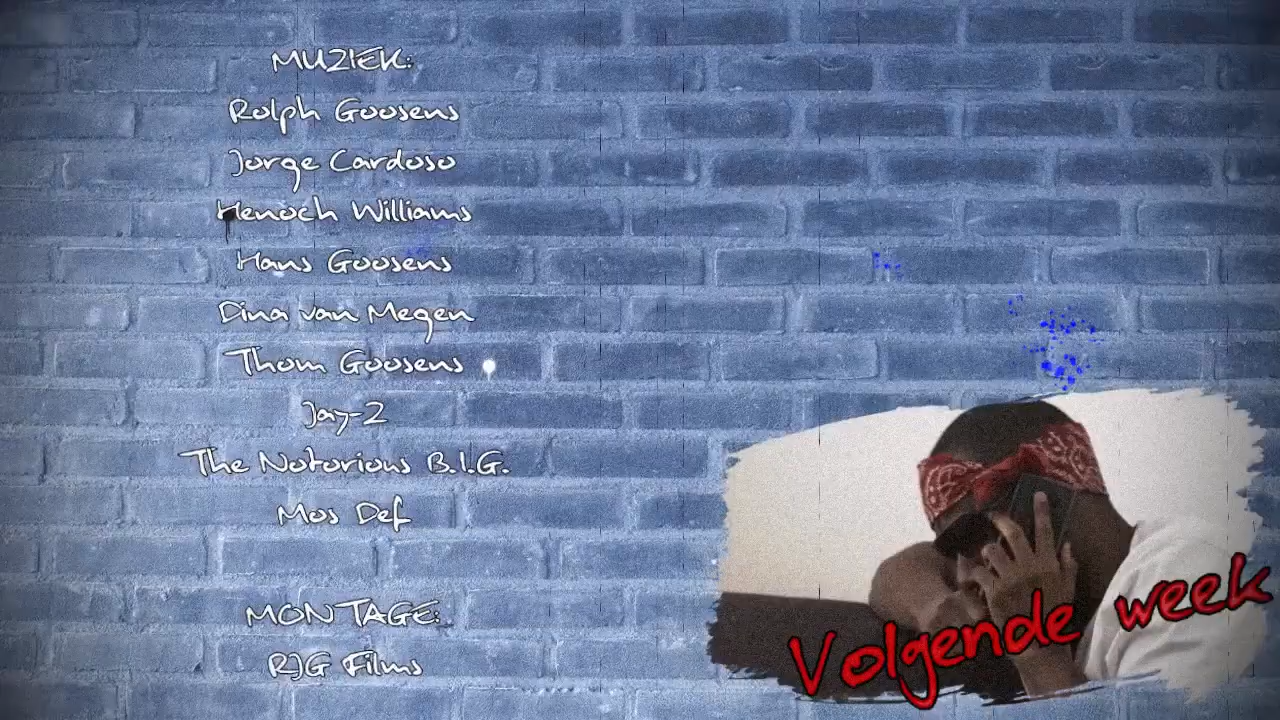 MUZIEK:
Rolph Goosens
Jorge Cardoso
Henoch Williams
Hans Goosens
Dina van Megen
Thom Goosens
Jay-Z
The Notorious B.I.G.
Mos Def
MONTAGE:
RJG Films
Volgende week